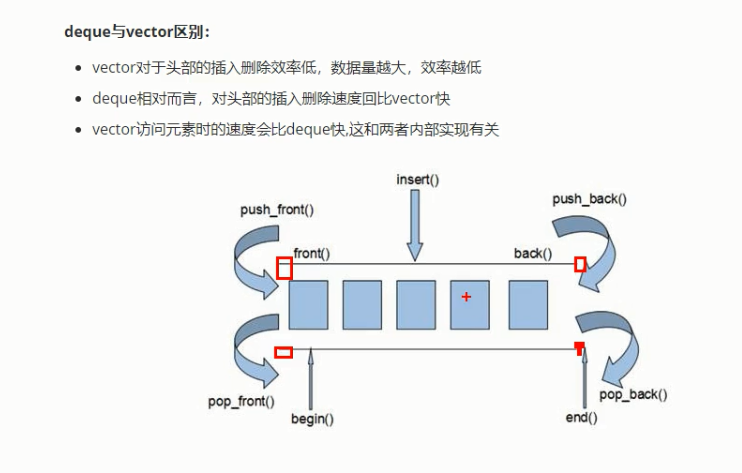 deque与vector区别：
vector对于头部的插入删除效率低，数据量越大，效率越低
deque相对而言，对头部的插入删除速度回比vector快
vector访问元素时的速度会比deque快,这和两者内部实现有关
insert()
push_front()
push_back()
front()
back()
pop_front()
begin()
end()
pop_back()